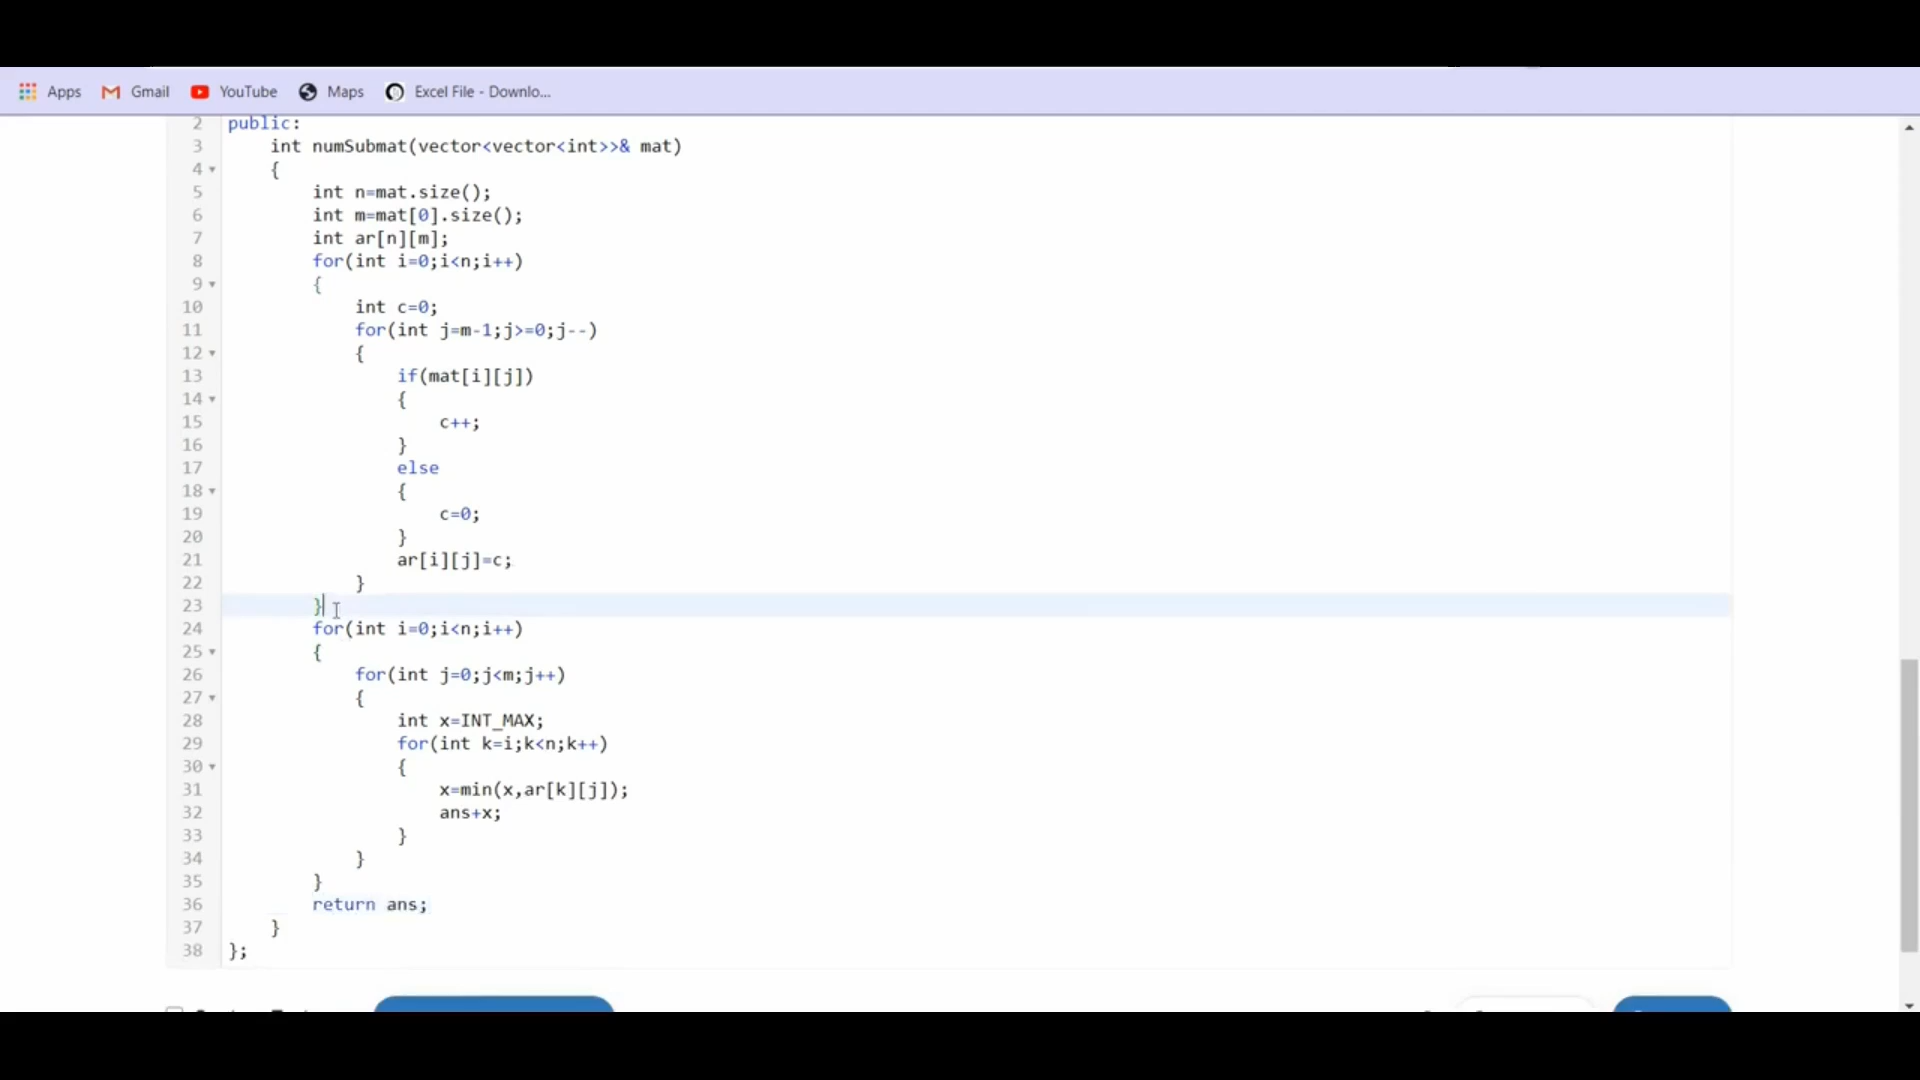 Apps Gmail YouTube Maps Excel File - Downlo...
2 public:
3 int numSubmat(vector<vector<int>>& mat)
4 {
5 int n=mat.size();
6 int m=mat[0].size();
7 int ar[n][m];
8 for(int i=0;i<n;i++)
9 {
10 int c=0;
11 for(int j=m-1;j>=0;j--)
12 {
13 if(mat[i][j])
14 {
15 c++;
16 }
17 else
18 {
19 c=0;
20 }
21 ar[i][j]=c;
22 }
23 }
24 for(int i=0;i<n;i++)
25 {
26 for(int j=0;j<m;j++)
27 {
28 int x=INT_MAX;
29 for(int k=i;k<n;k++)
30 {
31 x=min(x,ar[k][j]);
32 ans+x;
33 }
34 }
35 }
36 return ans;
37 }
38 };